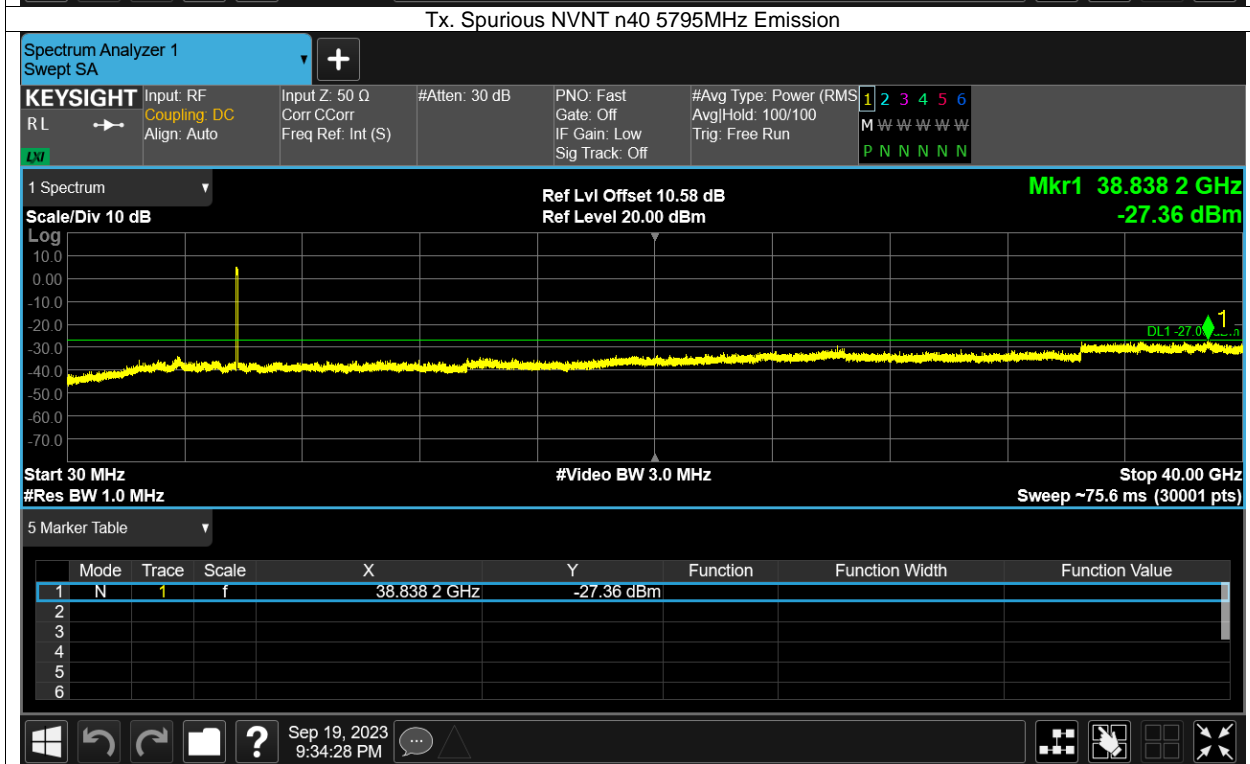 Tx. Spurious NVNT n40 5795MHz Emission
Spectrum Analyzer 1
Swept SA
KEYSIGHT
RL
LXI
Input: RF
Coupling: DC
Align: Auto
Input Z: 50 Ω
Corr CCorr
Freq Ref: Int (S)
#Atten: 30 dB
PNO: Fast
Gate: Off
IF Gain: Low
Sig Track: Off
#Avg Type: Power (RMS
Avg|Hold: 100/100
Trig: Free Run
1 2 3 4 5 6
M W W W W W
P N N N N N
1 Spectrum
Scale/Div 10 dB
Ref Lvl Offset 10.58 dB
Ref Level 20.00 dBm
Mkr1 38.838 2 GHz
-27.36 dBm
Log
10.0
0.00
-10.0
-20.0
-30.0
-40.0
-50.0
-60.0
-70.0
1
DL1 -27.0
Start 30 MHz
#Video BW 3.0 MHz
Stop 40.00 GHz
#Res BW 1.0 MHz
Sweep ~75.6 ms (30001 pts)
5 Marker Table
Mode Trace Scale X Y Function Function Width Function Value
1 N 1 f 38.838 2 GHz -27.36 dBm
2
3
4
5
6
?
Sep 19, 2023
9:34:28 PM